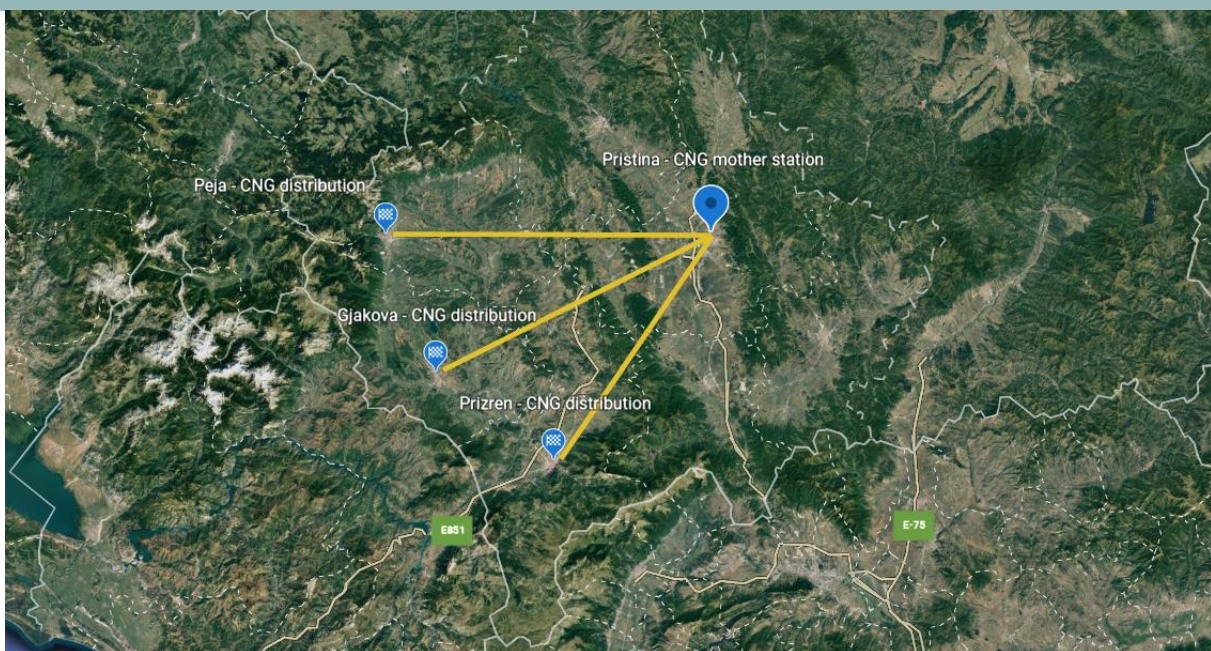 Pristina - CNG mother station
Peja - CNG distribution
Gjakova - CNG distribution
Prizren - CNG distribution
E851
E-75